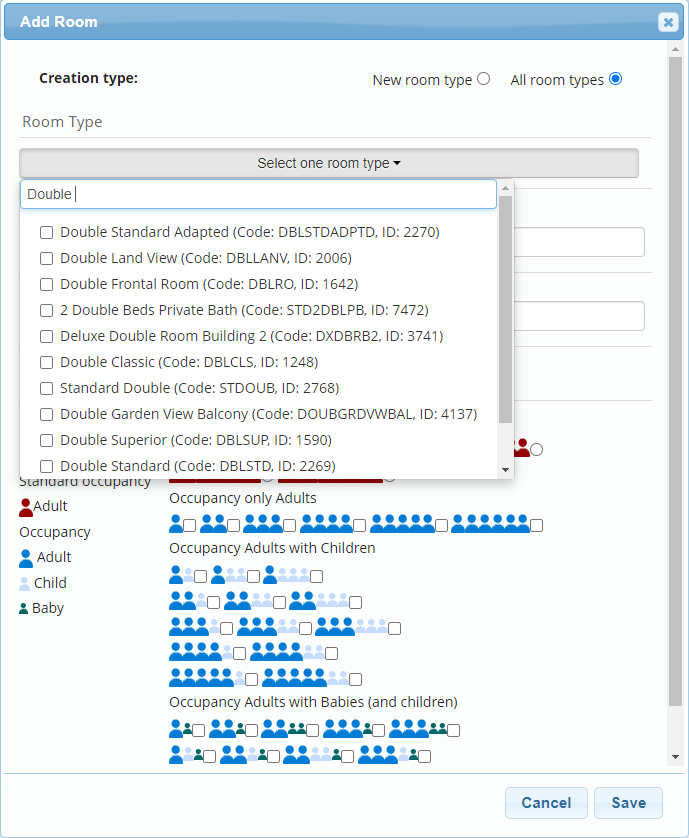 Add Room
Creation type:
New room type
All room types
Room Type
Select one room type
Double
Double Standard Adapted (Code: DBLSTDADPTD, ID: 2270)
Double Land View (Code: DBLLANV, ID: 2006)
Double Frontal Room (Code: DBLRO, ID: 1642)
2 Double Beds Private Bath (Code: STD2DBLPB, ID: 7472)
Deluxe Double Room Building 2 (Code: DXDBRB2, ID: 3741)
Double Classic (Code: DBLCLS, ID: 1248)
Standard Double (Code: STDOUB, ID: 2768)
Double Garden View Balcony (Code: DOUBGRDVWBAL, ID: 4137)
Double Superior (Code: DBLSUP, ID: 1590)
Double Standard (Code: DBLSTD, ID: 2269)
Standard occupancy
Adult
Occupancy
Adult
Child
Baby
Occupancy only Adults
Occupancy Adults with Children
Occupancy Adults with Babies (and children)
Cancel
Save